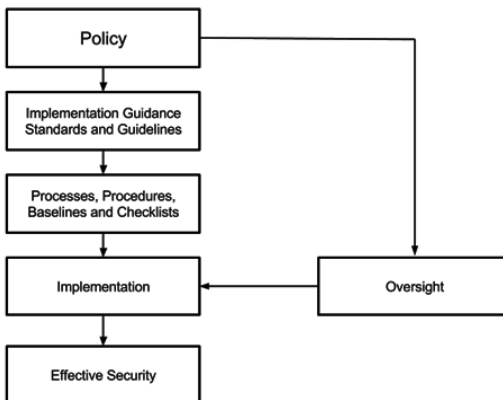 Policy
Implementation Guidance
Standards and Guidelines
Processes, Procedures,
Baselines and Checklists
Implementation
Oversight
Effective Security